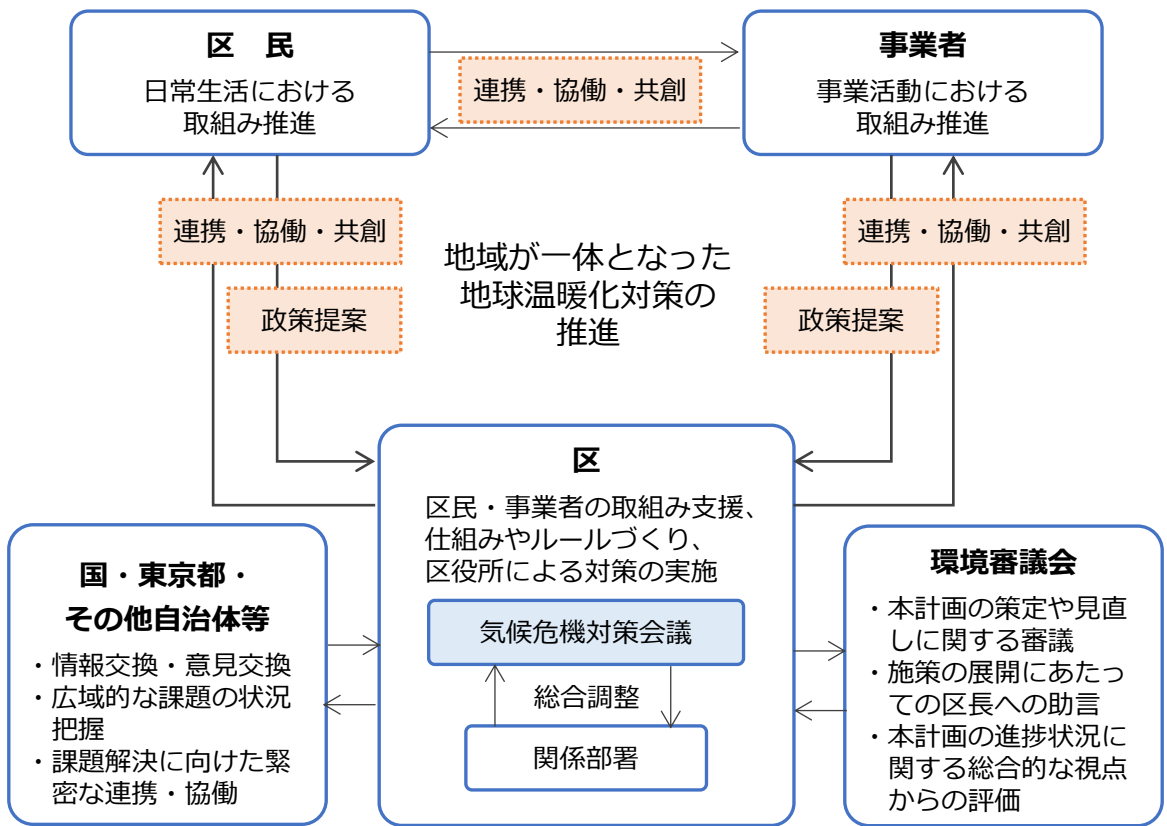 区　民
日常生活における
取組み推進
連携・協働・共創
事業者
事業活動における
取組み推進
連携・協働・共創
政策提案
地域が一体となった
地球温暖化対策の
推進
連携・協働・共創
政策提案
区
区民・事業者の取組み支援、
仕組みやルールづくり、
区役所による対策の実施
気候危機対策会議
総合調整
関係部署
国・東京都・
その他自治体等
・情報交換・意見交換
・広域的な課題の状況
把握
・課題解決に向けた緊
密な連携・協働
環境審議会
・本計画の策定や見直
しに関する審議
・施策の展開にあたっ
ての区長への助言
・本計画の進捗状況に
関する総合的な視点
からの評価